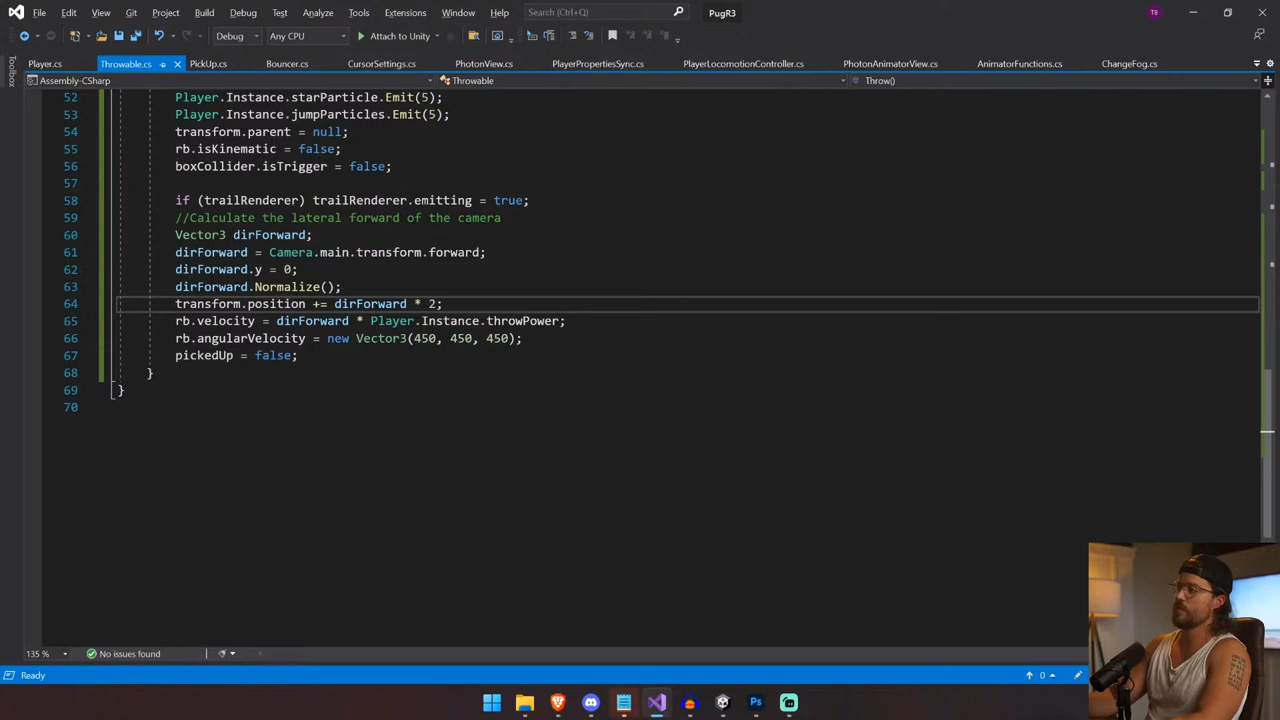 File Edit View Git Project Build Debug Test Analyze Tools Extensions Window Help Search (Ctrl+Q) PugR3 TB
Debug Any CPU Attach to Unity
Player.cs Throwable.cs PickUp.cs Bouncer.cs CursorSettings.cs PhotonView.cs PlayerPropertiesSync.cs PlayerLocomotionController.cs PhotonAnimatorView.cs AnimatorFunctions.cs ChangeFog.cs
Toolbox
Assembly-CSharp Throwable Throw()
52 Player.Instance.starParticle.Emit(5);
53 Player.Instance.jumpParticles.Emit(5);
54 transform.parent = null;
55 rb.isKinematic = false;
56 boxCollider.isTrigger = false;
57
58 if (trailRenderer) trailRenderer.emitting = true;
59 //Calculate the lateral forward of the camera
60 Vector3 dirForward;
61 dirForward = Camera.main.transform.forward;
62 dirForward.y = 0;
63 dirForward.Normalize();
64 transform.position += dirForward * 2;
65 rb.velocity = dirForward * Player.Instance.throwPower;
66 rb.angularVelocity = new Vector3(450, 450, 450);
67 pickedUp = false;
68 }
69 }
70
135 % No issues found
Ready 0
Ps